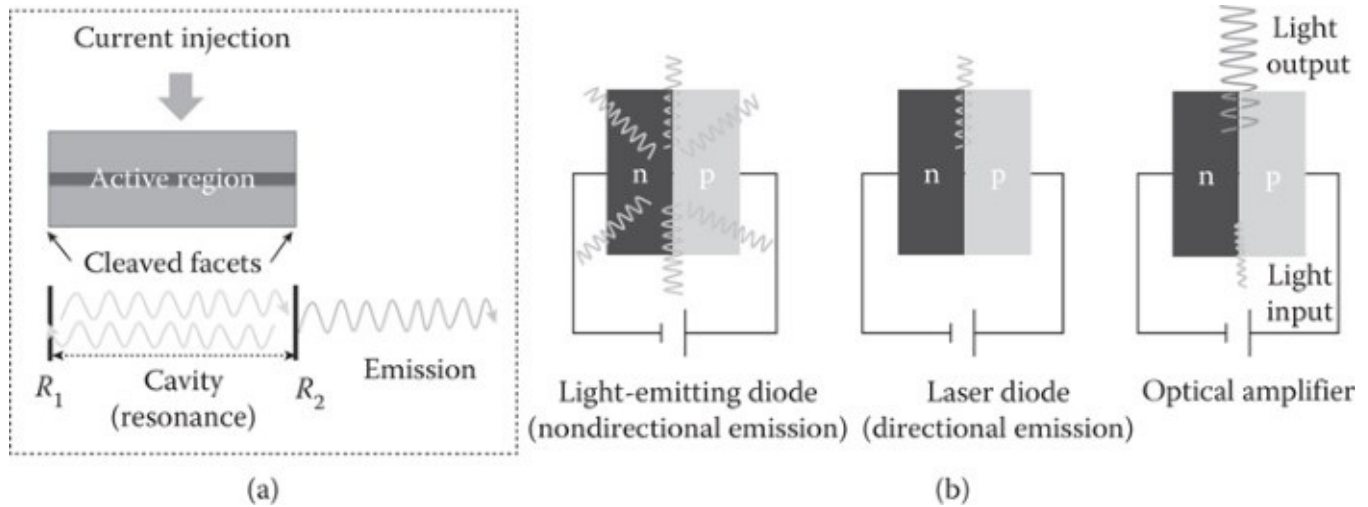 Current injection
Active region
Cleaved facets
R1
Cavity
(resonance)
R2
Emission
(a)
n
p
Light-emitting diode
(nondirectional emission)
n
p
Laser diode
(directional emission)
Light
output
n
p
Light
input
Optical amplifier
(b)